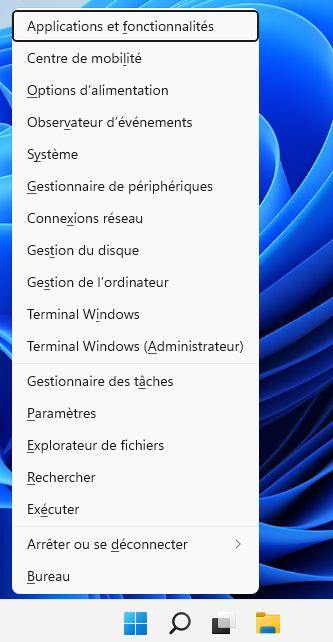 Applications et fonctionnalités
Centre de mobilité
Options d’alimentation
Observateur d’événements
Système
Gestionnaire de périphériques
Connexions réseau
Gestion du disque
Gestion de l’ordinateur
Terminal Windows
Terminal Windows (Administrateur)
Gestionnaire des tâches
Paramètres
Explorateur de fichiers
Rechercher
Exécuter
Arrêter ou se déconnecter
Bureau